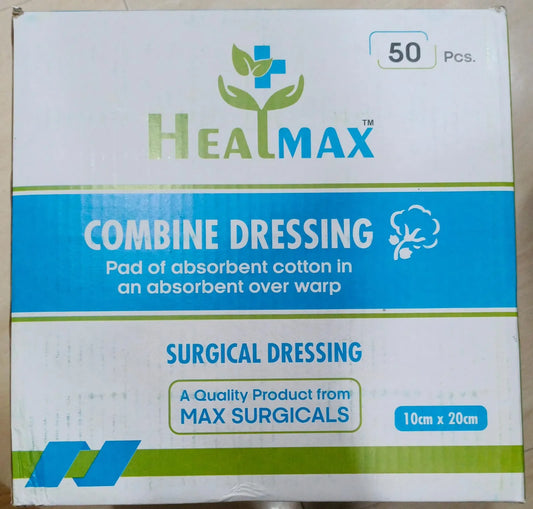 50 Pcs.
HEALMAX™
COMBINE DRESSING
Pad of absorbent cotton in
an absorbent over warp
SURGICAL DRESSING
A Quality Product from
MAX SURGICALS
10cm x 20cm